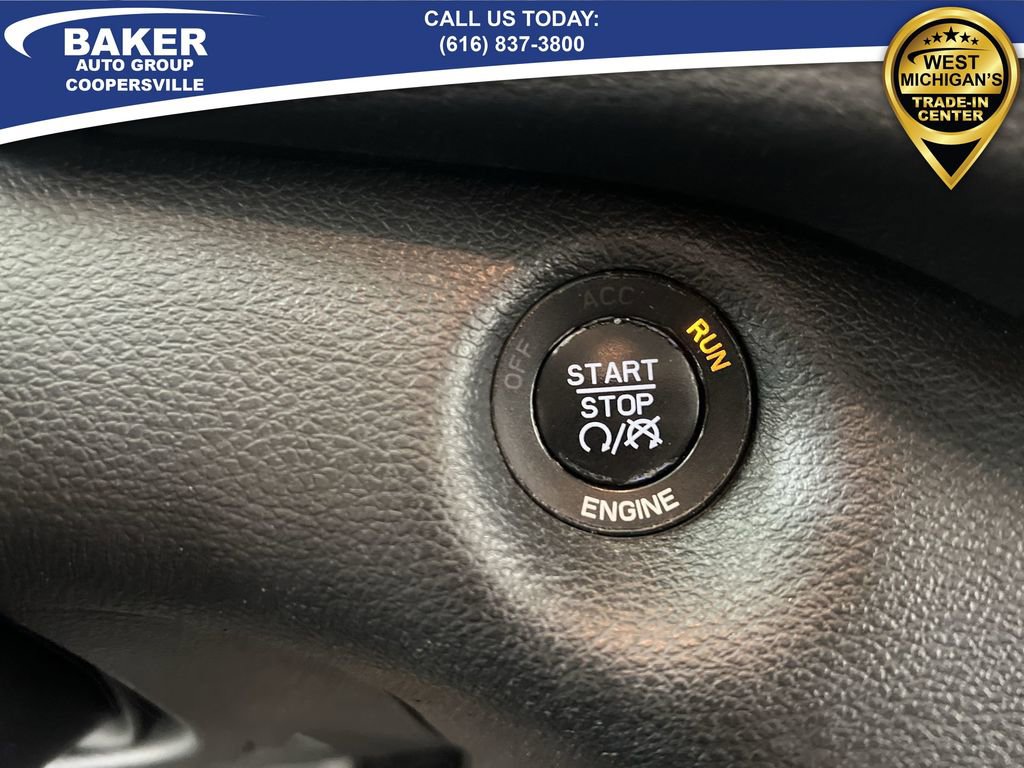 BAKER
AUTO GROUP
COOPERSVILLE
CALL US TODAY:
(616) 837-3800
WEST
MICHIGAN'S
TRADE-IN
CENTER
ACC
OFF
RUN
START
STOP
ENGINE